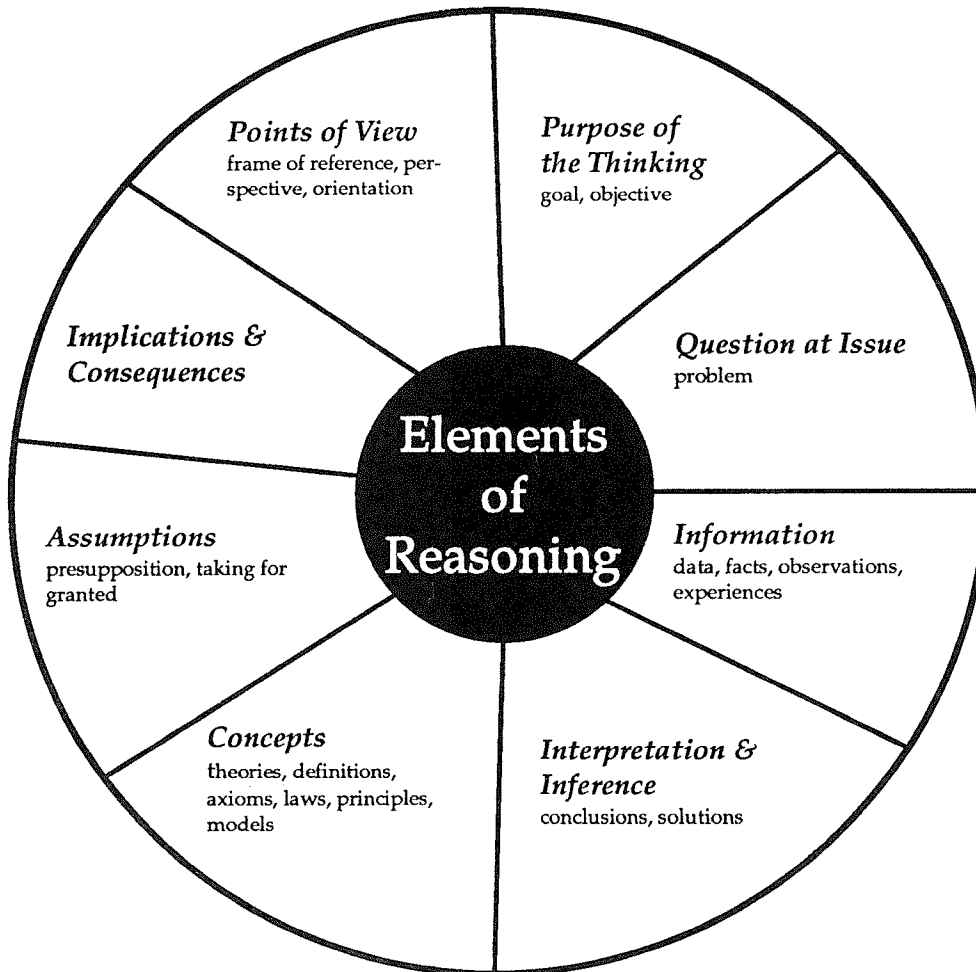 Points of View
frame of reference, per-
spective, orientation
Purpose of
the Thinking
goal, objective
Question at Issue
problem
Information
data, facts, observations,
experiences
Interpretation &
Inference
conclusions, solutions
Concepts
theories, definitions,
axioms, laws, principles,
models
Assumptions
presupposition, taking for
granted
Implications &
Consequences
Elements
of
Reasoning